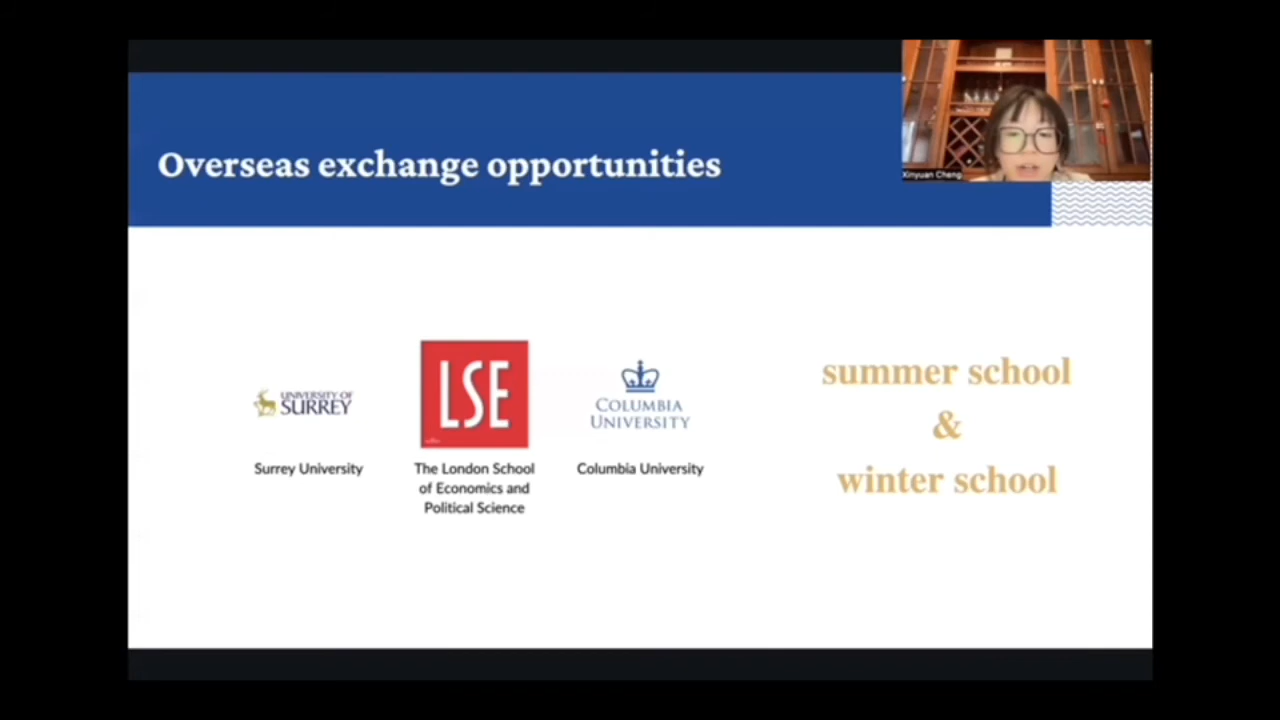 Xinyuan Cheng
Overseas exchange opportunities
UNIVERSITY OF
SURREY
LSE
COLUMBIA
UNIVERSITY
Surrey University
The London School
of Economics and
Political Science
Columbia University
summer school
&
winter school